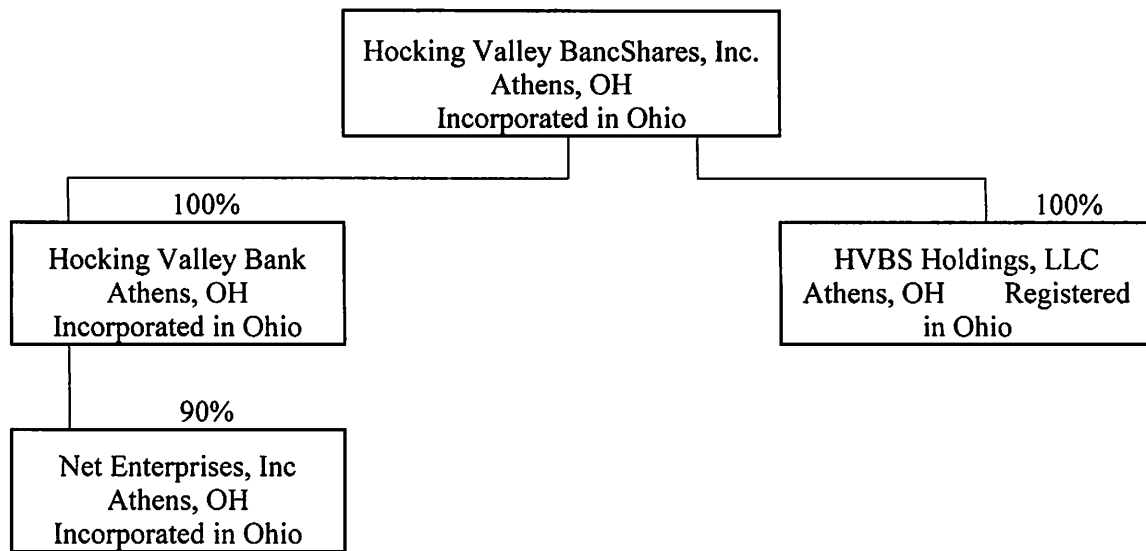 Hocking Valley BancShares, Inc.
Athens, OH
Incorporated in Ohio
100%
Hocking Valley Bank
Athens, OH
Incorporated in Ohio
100%
HVBS Holdings, LLC
Athens, OH Registered
in Ohio
90%
Net Enterprises, Inc
Athens, OH
Incorporated in Ohio